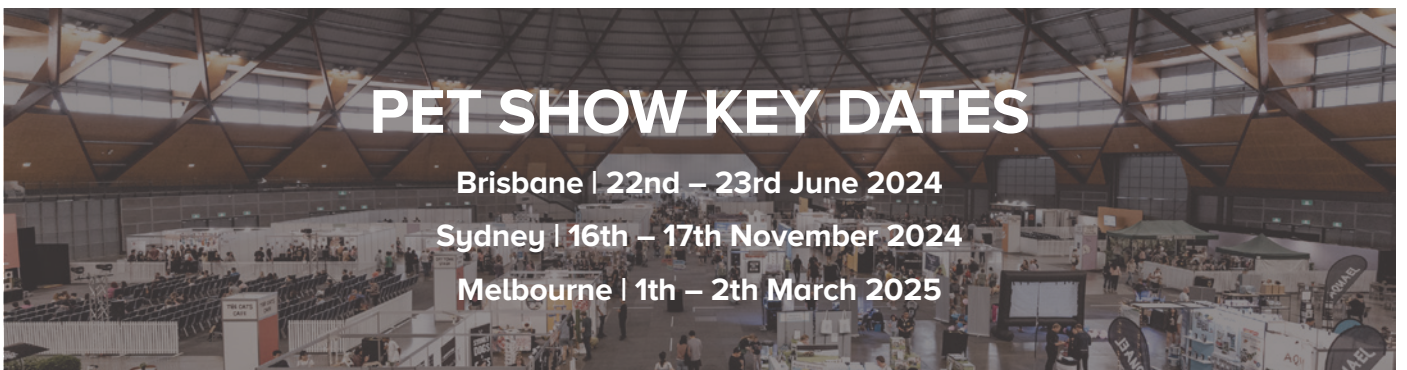 PET SHOW KEY DATES
Brisbane | 22nd – 23rd June 2024
Sydney | 16th – 17th November 2024
Melbourne | 1th – 2th March 2025
AQUAEL